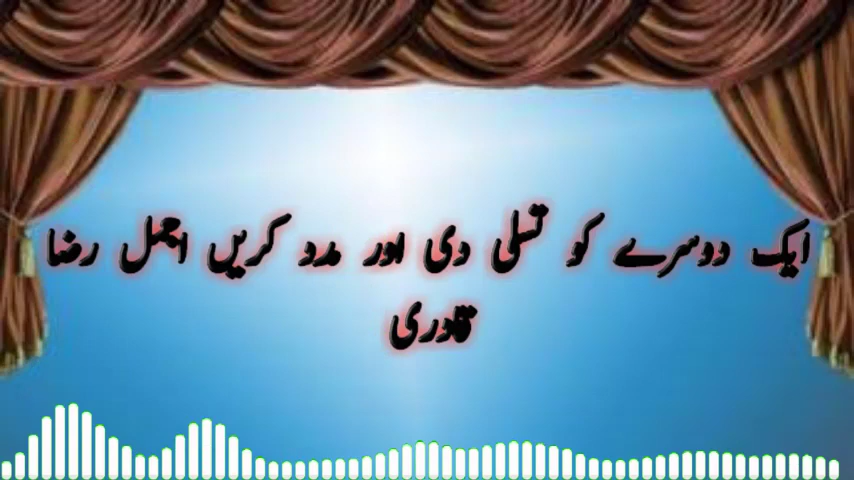 ایک دوسرے کو تسلی دی اور مدد کریں اجمل رضا
قادری